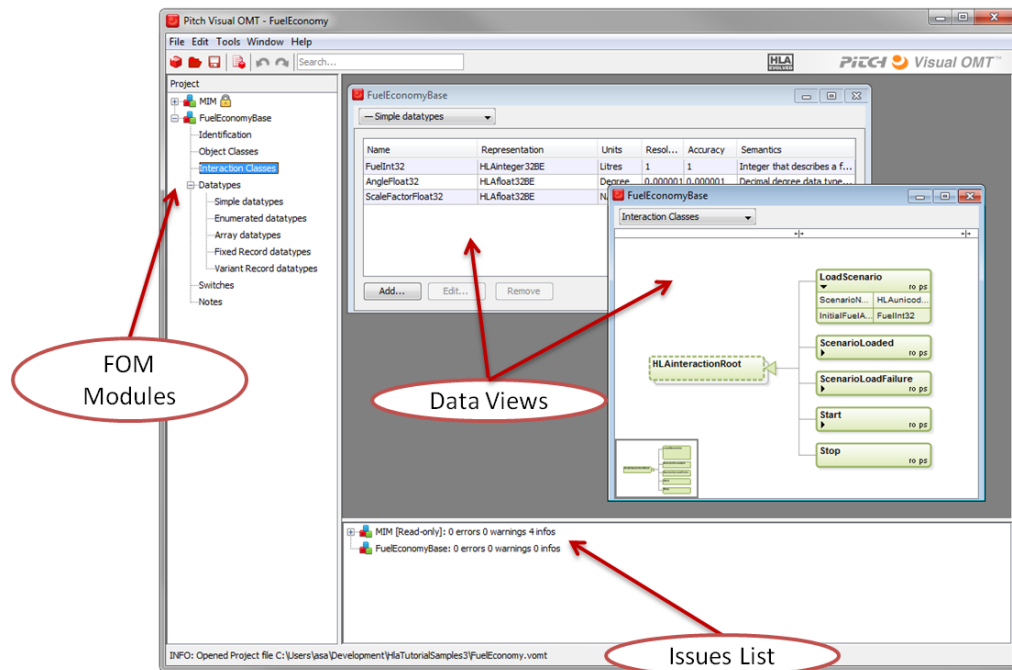 Pitch Visual OMT - FuelEconomy
File Edit Tools Window Help
Search...
HLA
EVOLVED
PITCH Visual OMT™
Project
MIM
FuelEconomyBase
Identification
Object Classes
Interaction Classes
Datatypes
Simple datatypes
Enumerated datatypes
Array datatypes
Fixed Record datatypes
Variant Record datatypes
Switches
Notes
FuelEconomyBase
— Simple datatypes
Name Representation Units Resol... Accuracy Semantics
FuelInt32 HLAinteger32BE Litres 1 1 Integer that describes a f...
AngleFloat32 HLAfloat32BE Degree 0.000001 0.000001 Decimal degree data type...
ScaleFactorFloat32 HLAfloat32BE
Add... Edit... Remove
FuelEconomyBase
Interaction Classes
HLAinteractionRoot
LoadScenario
ro ps
ScenarioN... HLAunicod...
InitialFuelA... FuelInt32
ScenarioLoaded
ro ps
ScenarioLoadFailure
ro ps
Start
ro ps
Stop
ro ps
FOM
Modules
Data Views
MIM [Read-only]: 0 errors 0 warnings 4 infos
FuelEconomyBase: 0 errors 0 warnings 0 infos
Issues List
INFO: Opened Project file C:\Users\asa\Development\HlaTutorialSamples3\FuelEconomy.vomt